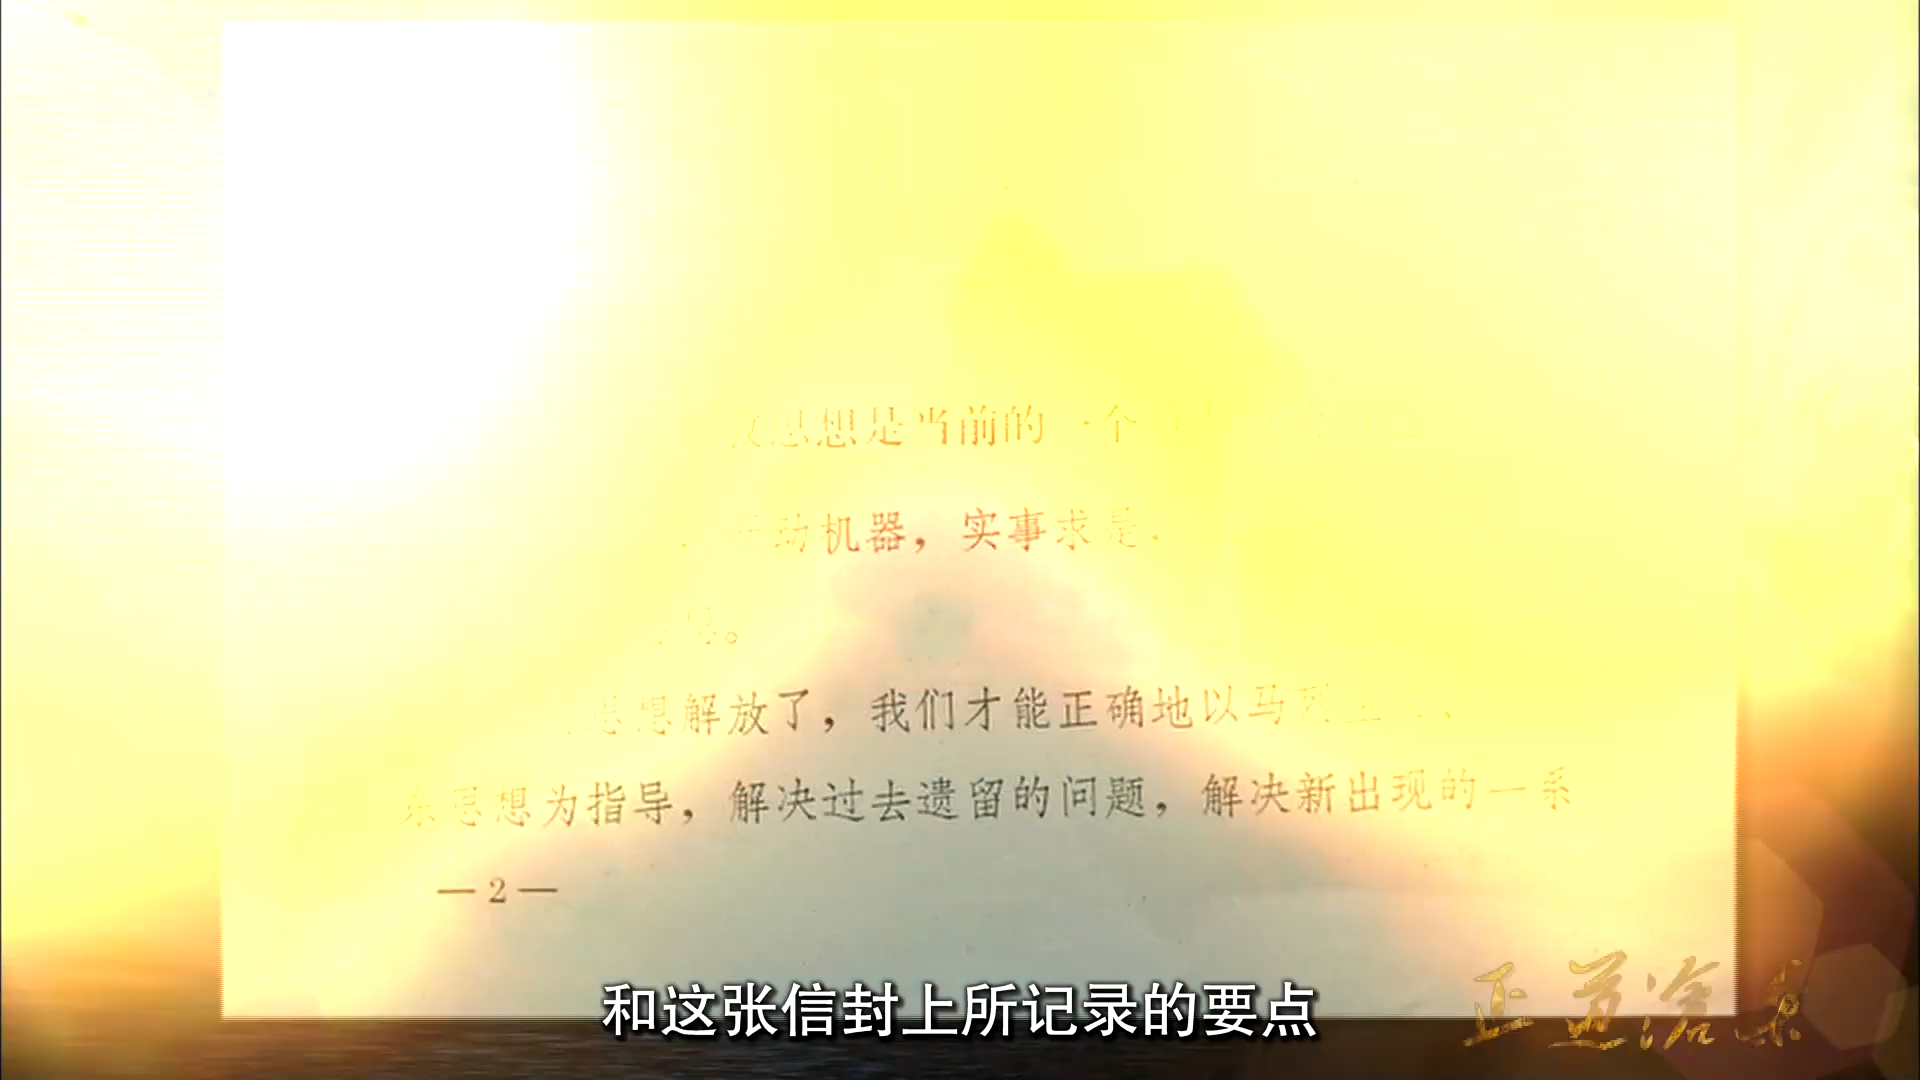 思想是当前的一个
动机器，实事求是、
思想解放了，我们才能正确地以马列主
东思想为指导，解决过去遗留的问题，解决新出现的一系
— 2 —
和这张信封上所记录的要点
正道沧桑